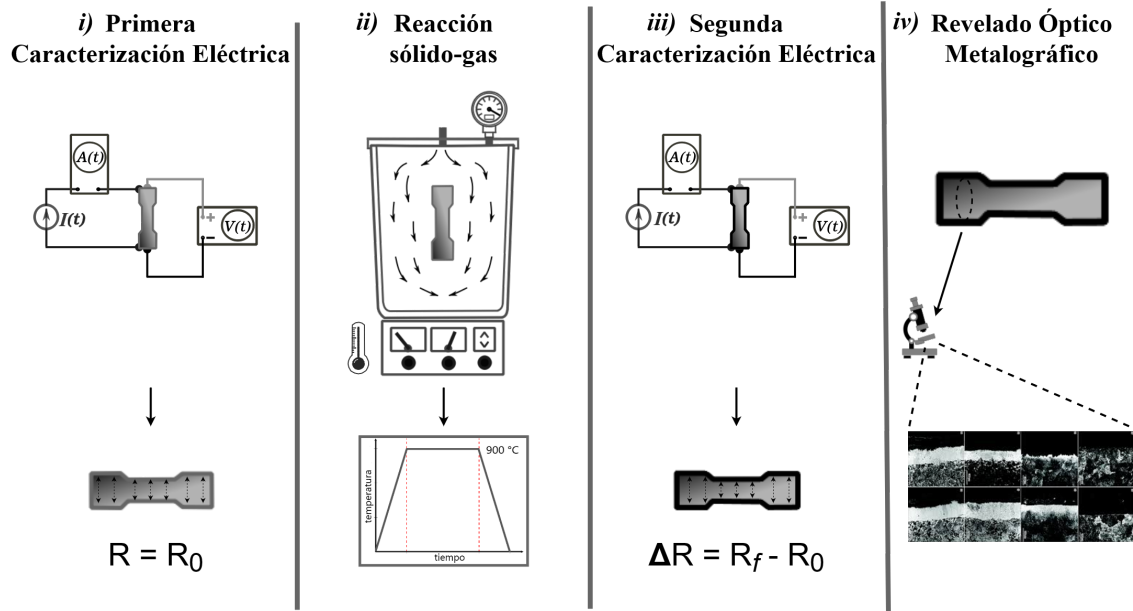 i) Primera
Caracterización Eléctrica
A(t)
I(t)
+
V(t)
−
R = R0
ii) Reacción
sólido-gas
900 °C
temperatura
tiempo
iii) Segunda
Caracterización Eléctrica
A(t)
I(t)
+
V(t)
−
ΔR = Rf - R0
iv) Revelado Óptico
Metalográfico